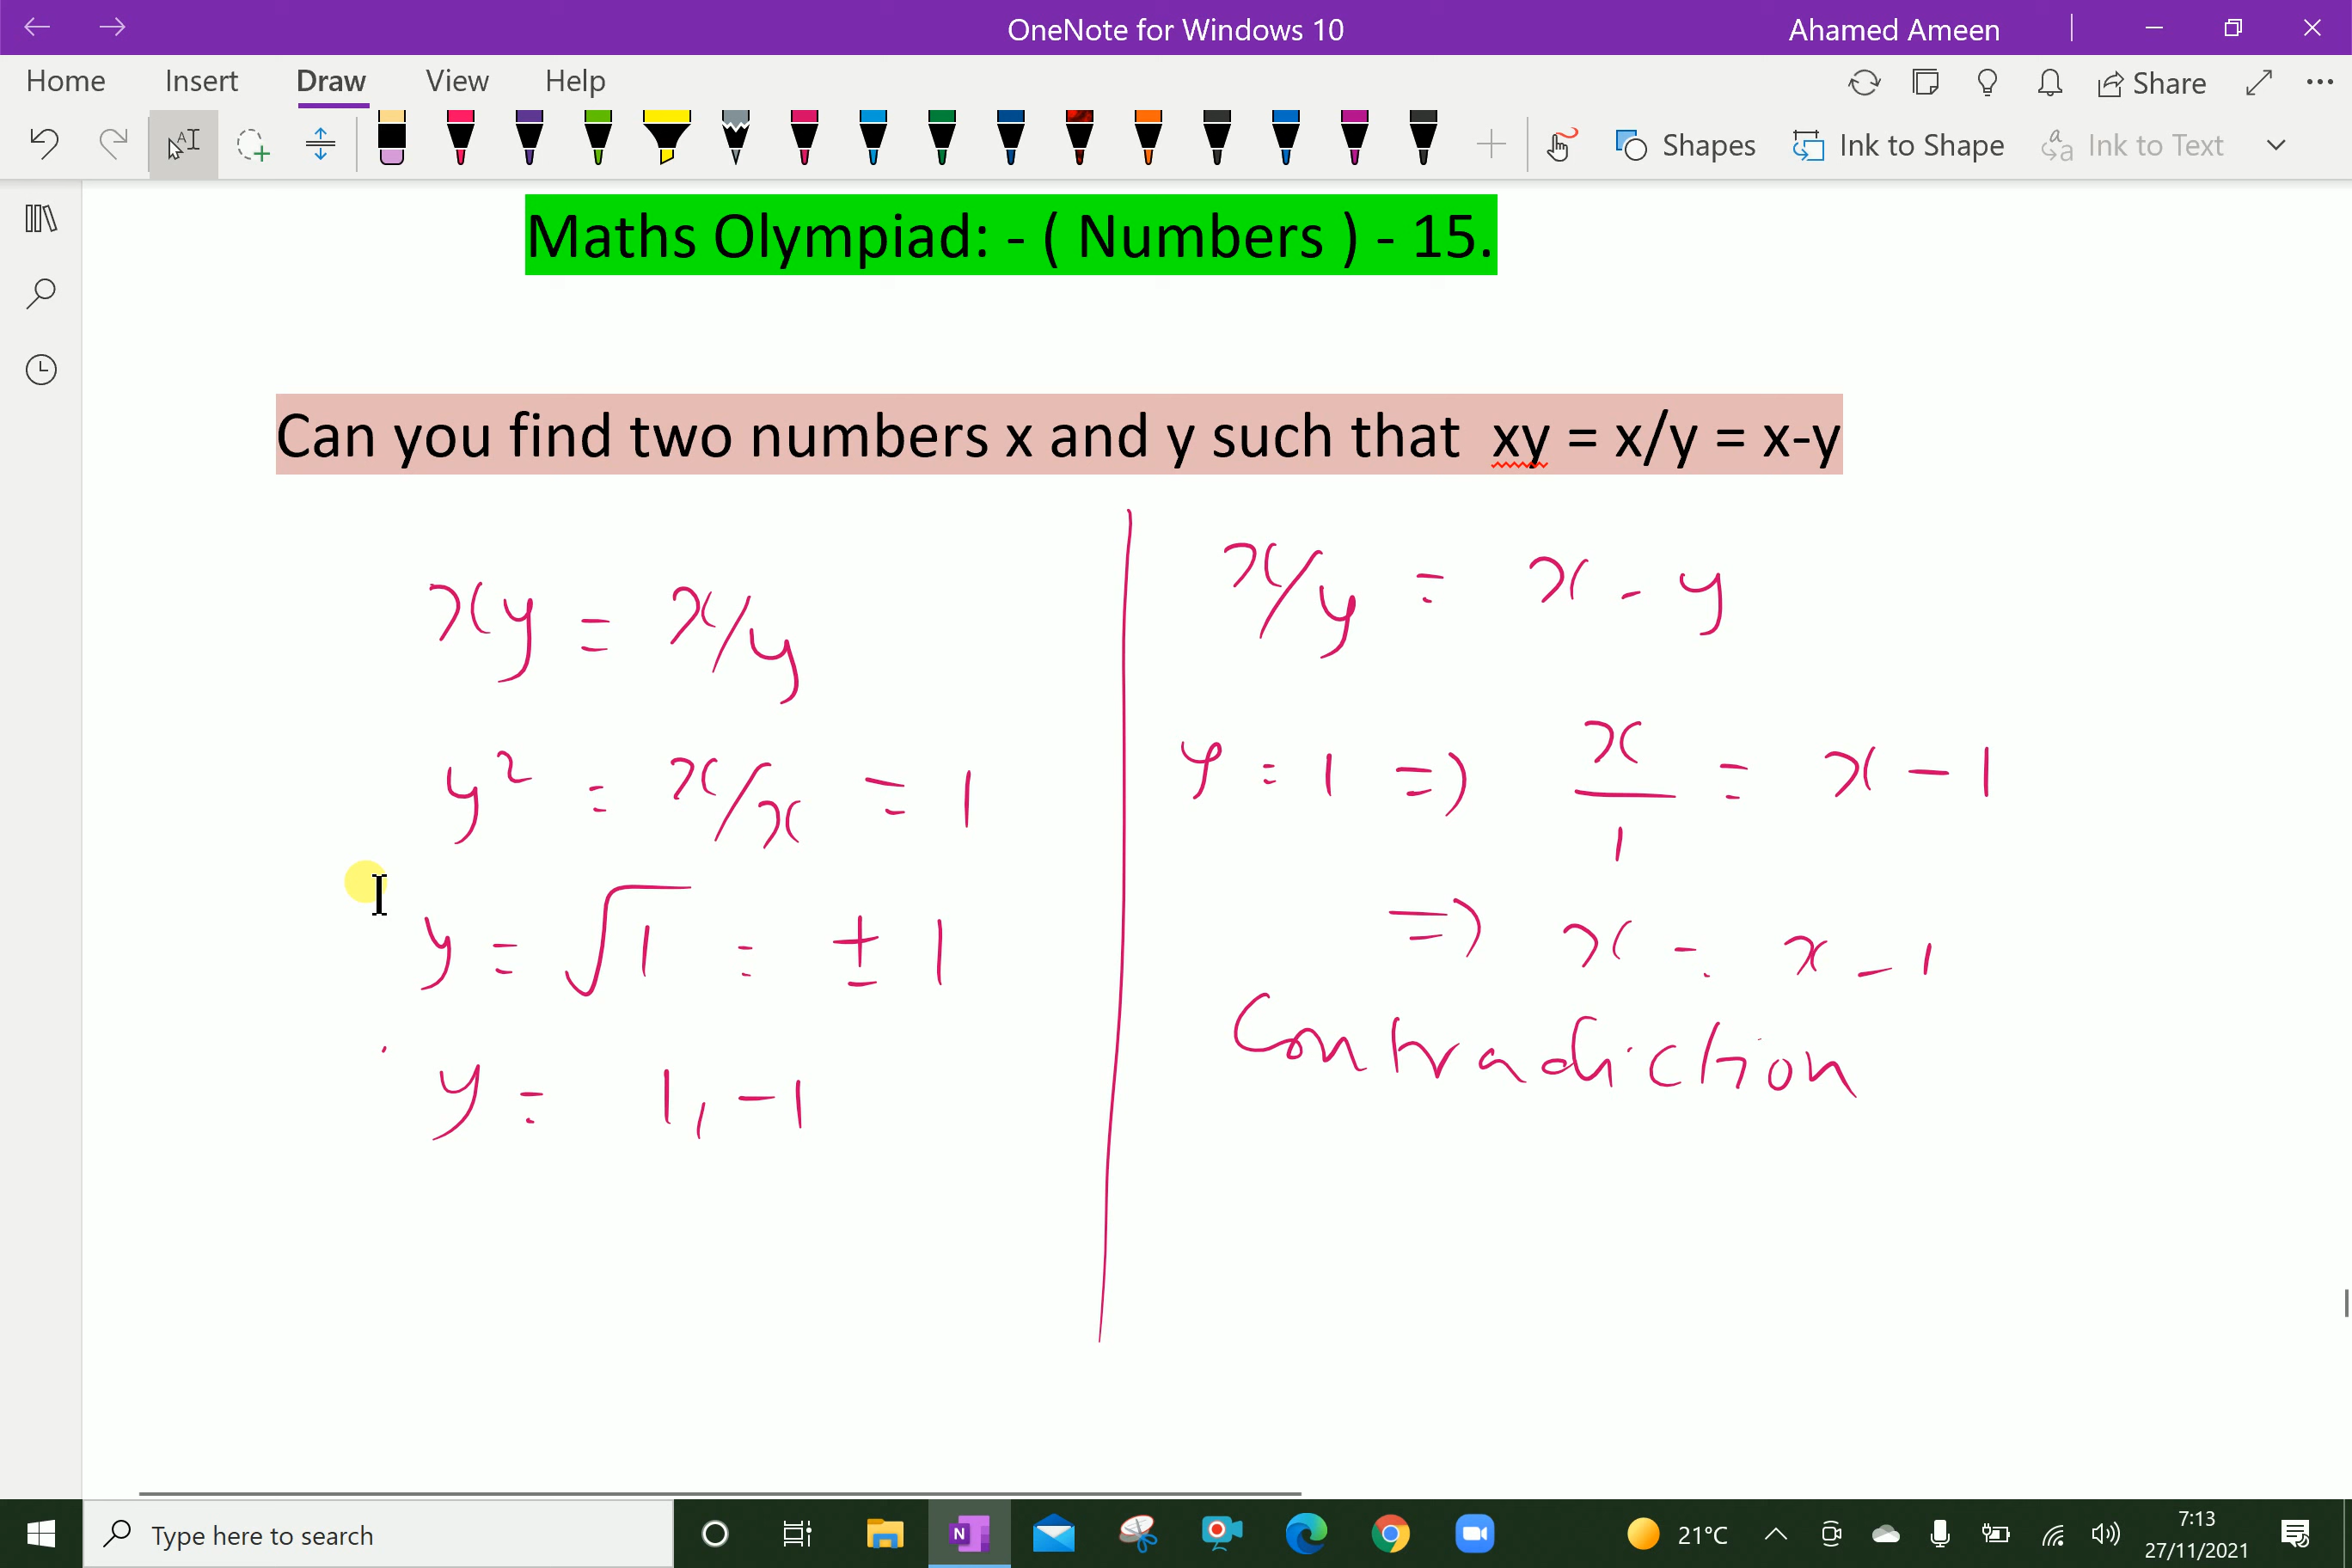 OneNote for Windows 10
Ahamed Ameen
Home Insert Draw View Help
Share
Shapes Ink to Shape Ink to Text
Maths Olympiad: - ( Numbers ) - 15.
Can you find two numbers x and y such that xy = x/y = x-y
xy = x/y
y² = x/x = 1
y = √1 = ± 1
y = 1, -1
x/y = x - y
y = 1 => x/1 = x - 1
=> x = x - 1
Contradiction
Type here to search
21°C
7:13
27/11/2021